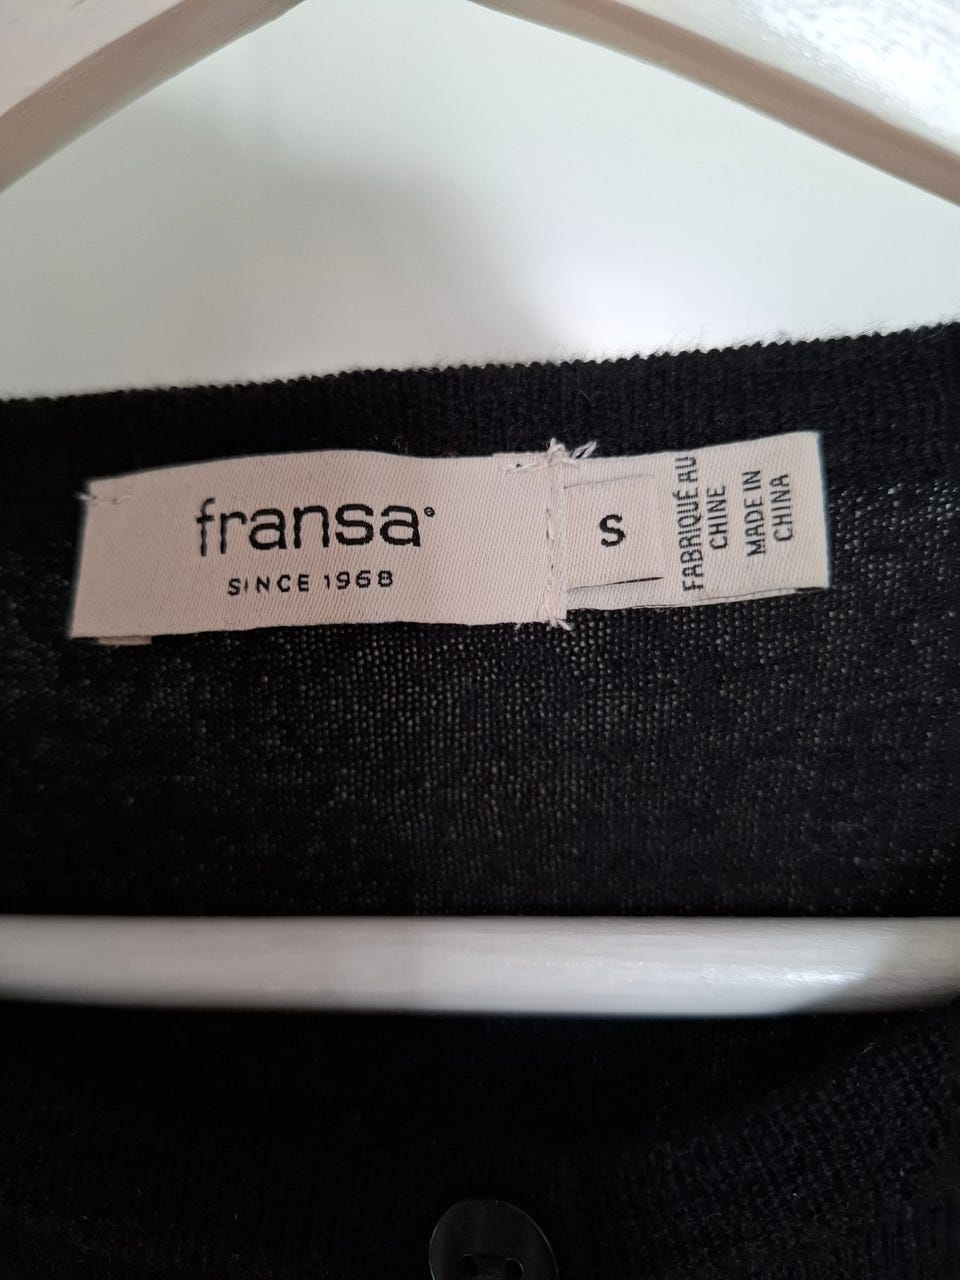 fransa®
SINCE 1968
S
FABRIQUÉ AU
CHINE
MADE IN
CHINA